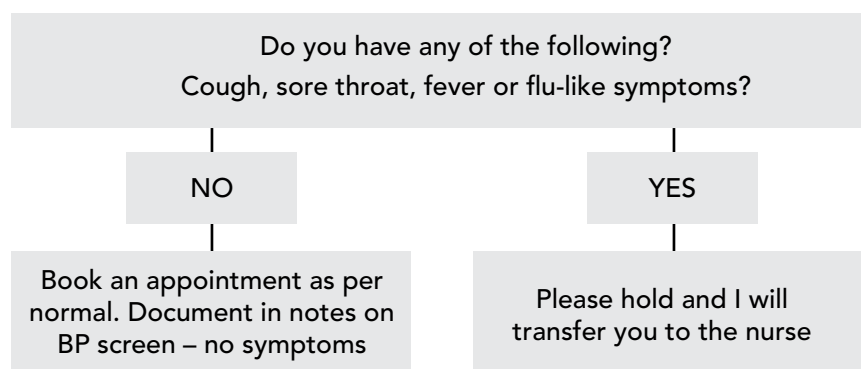 Do you have any of the following?
Cough, sore throat, fever or flu-like symptoms?
NO
YES
Book an appointment as per
normal. Document in notes on
BP screen – no symptoms
Please hold and I will
transfer you to the nurse